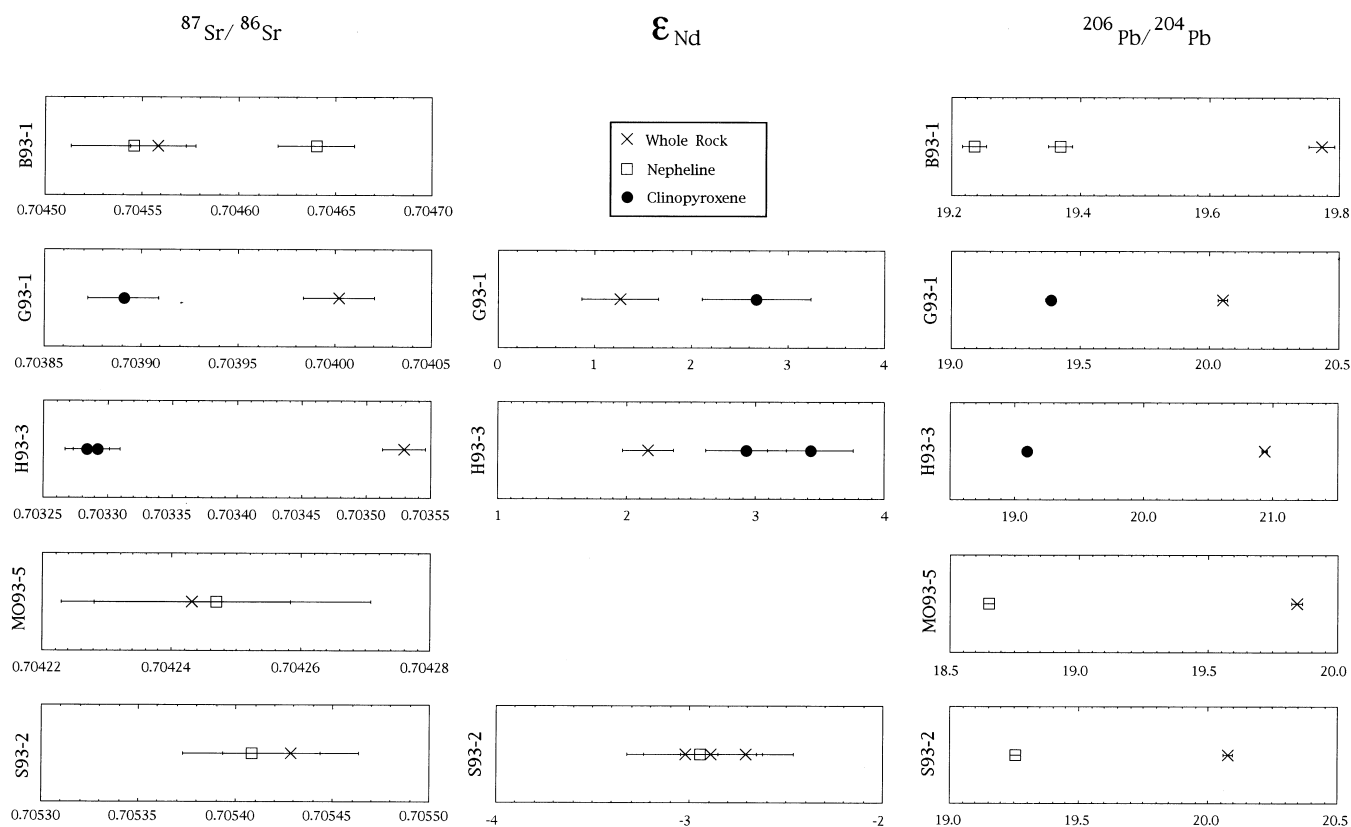 87Sr/ 86Sr
εNd
206Pb/ 204Pb
B93-1
0.70450 0.70455 0.70460 0.70465 0.70470
Whole Rock
Nepheline
Clinopyroxene
B93-1
19.2 19.4 19.6 19.8
G93-1
0.70385 0.70390 0.70395 0.70400 0.70405
G93-1
0 1 2 3 4
G93-1
19.0 19.5 20.0 20.5
H93-3
0.70325 0.70330 0.70335 0.70340 0.70345 0.70350 0.70355
H93-3
1 2 3 4
H93-3
19.0 20.0 21.0
MO93-5
0.70422 0.70424 0.70426 0.70428
MO93-5
18.5 19.0 19.5 20.0
S93-2
0.70530 0.70535 0.70540 0.70545 0.70550
S93-2
-4 -3 -2
S93-2
19.0 19.5 20.0 20.5